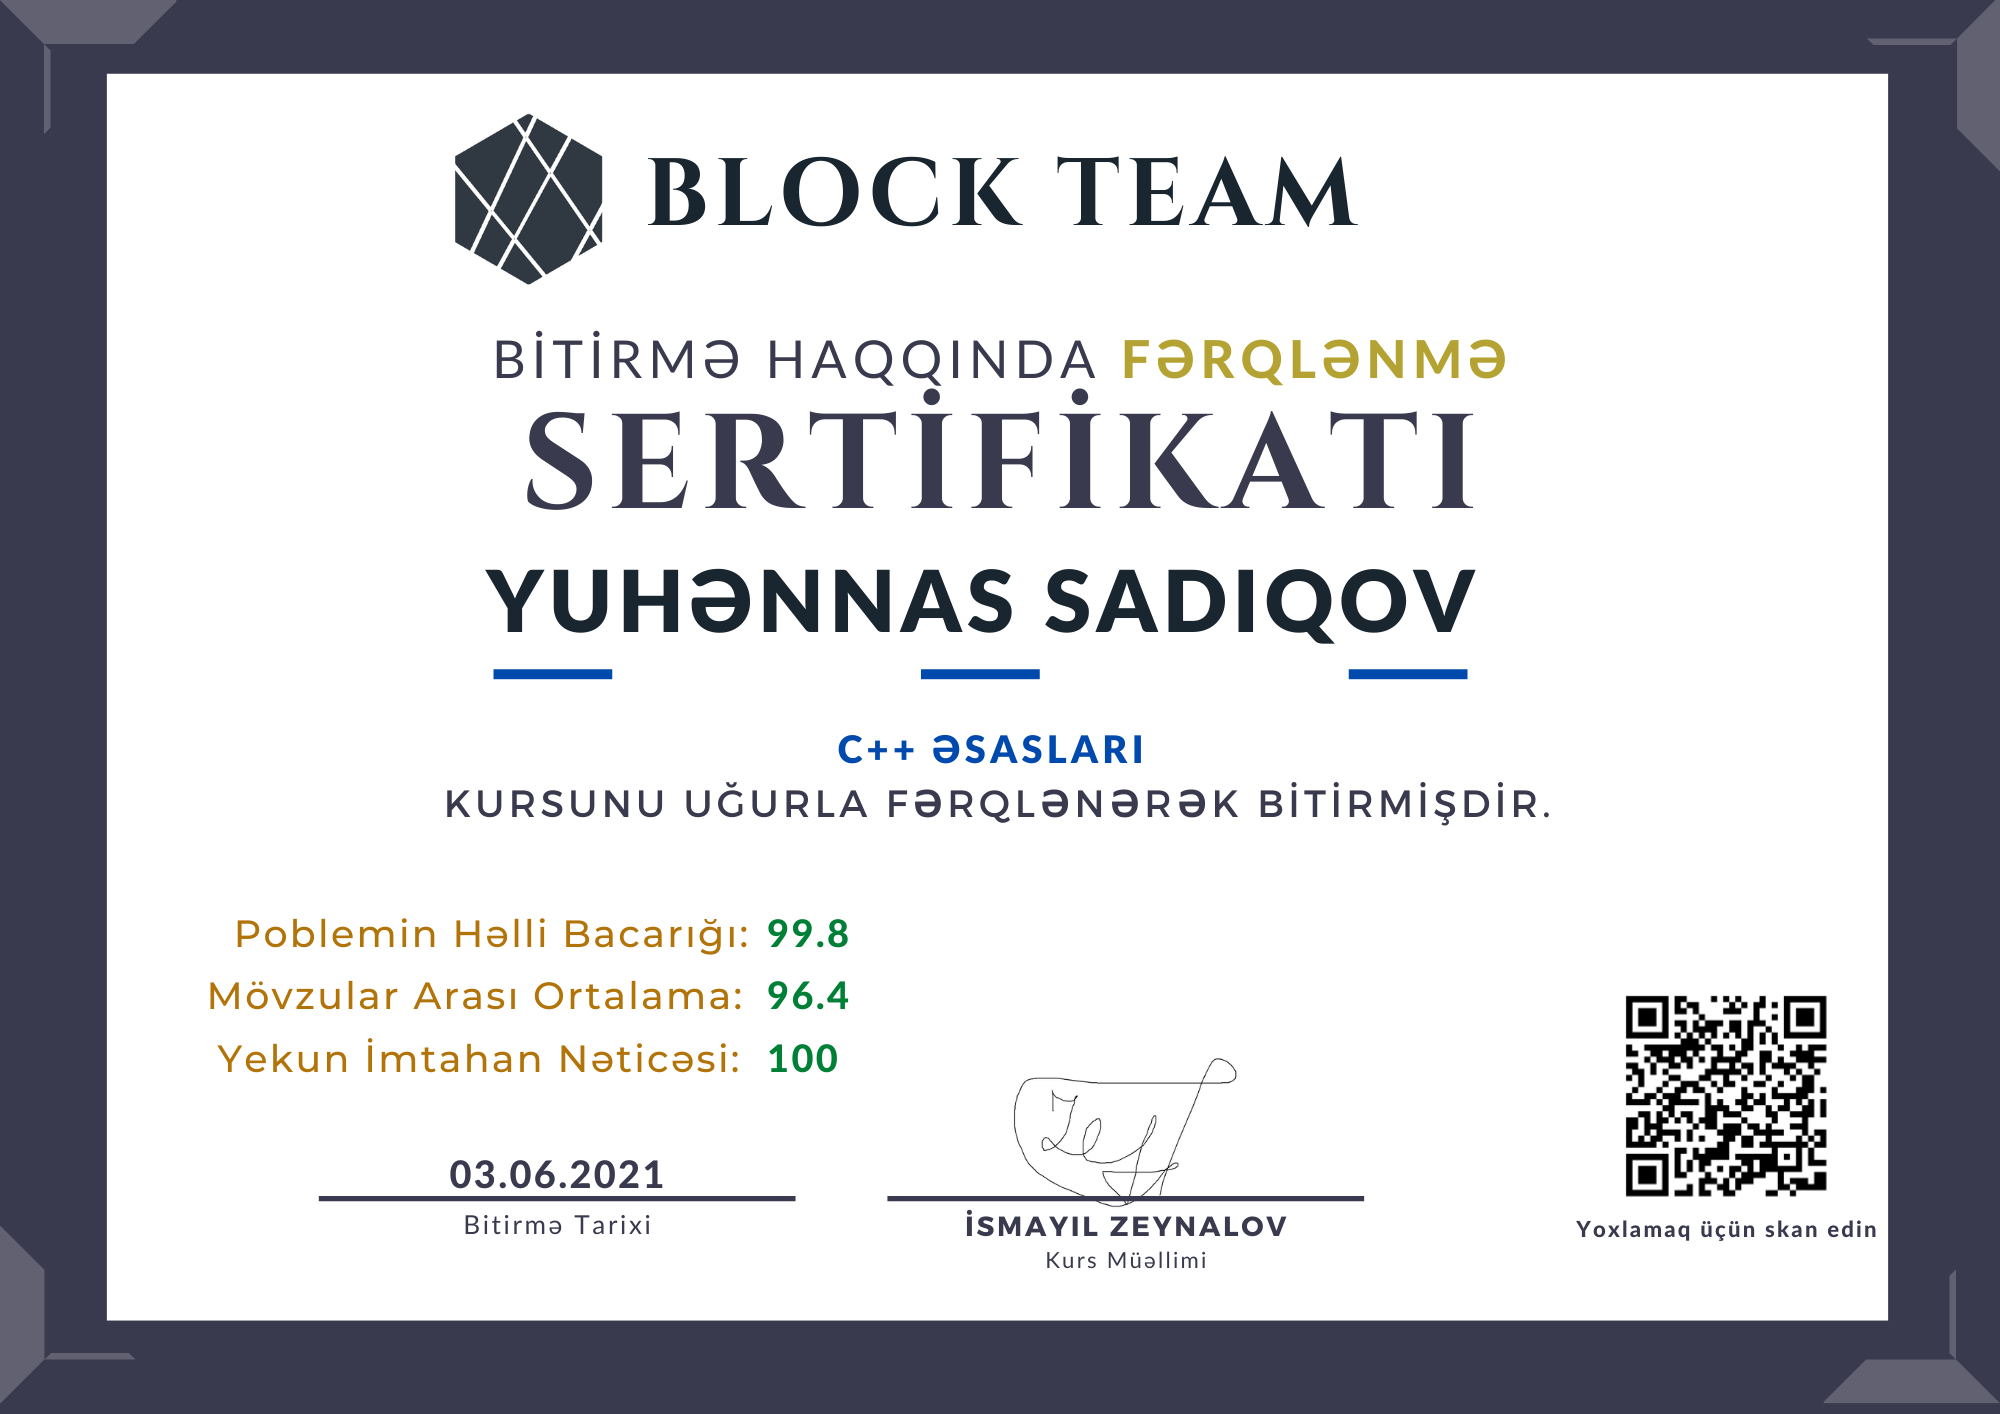 BLOCK TEAM
BİTİRMƏ HAQQINDA FƏRQLƏNMƏ
SERTİFİKATI
YUHƏNNAS SADIQOV
C++ ƏSASLARI
KURSUNU UĞURLA FƏRQLƏNƏRƏK BİTİRMİŞDİR.
Poblemin Həlli Bacarığı: 99.8
Mövzular Arası Ortalama: 96.4
Yekun İmtahan Nəticəsi: 100
03.06.2021
Bitirmə Tarixi
İSMAYIL ZEYNALOV
Kurs Müəllimi
Yoxlamaq üçün skan edin